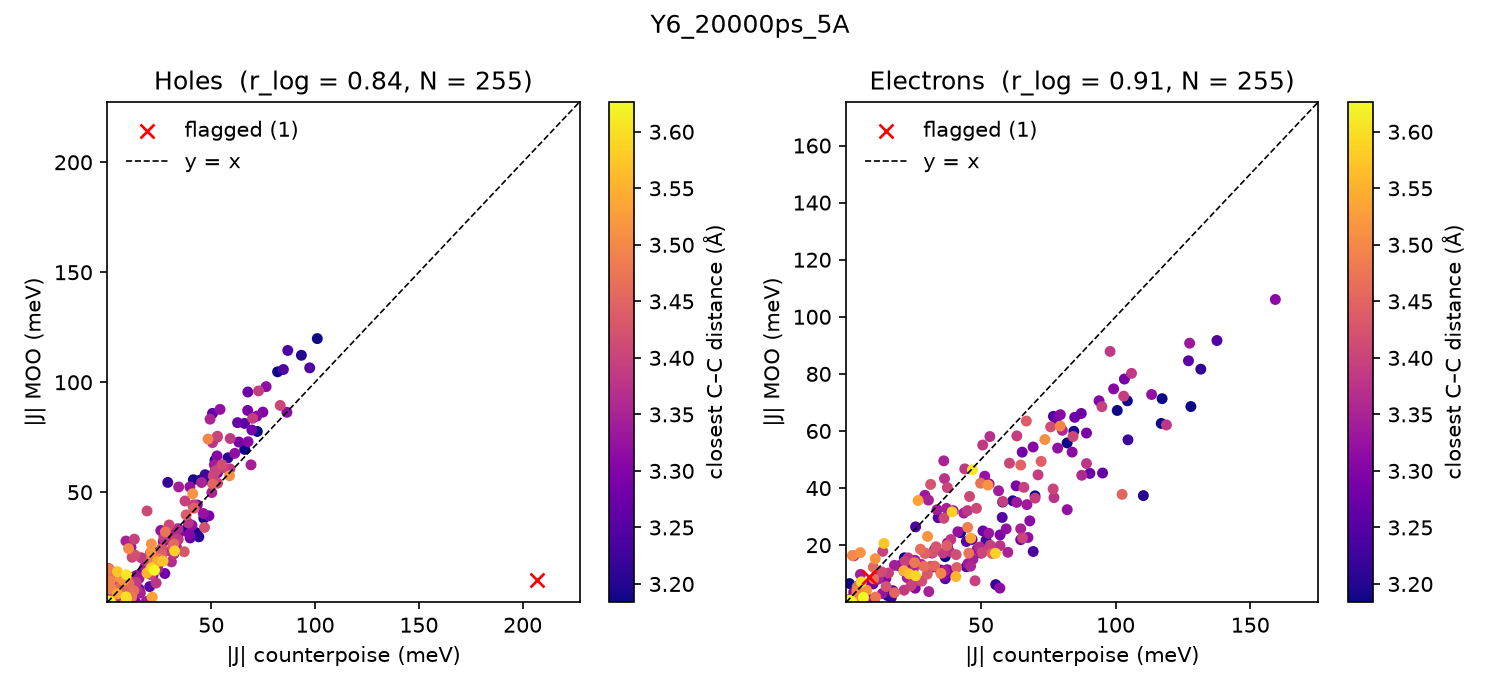 Y6_20000ps_5A
Holes  (r_log = 0.84, N = 255)
flagged (1)
y = x
200
150
100
50
50
100
150
200
|J| MOO (meV)
|J| counterpoise (meV)
3.60
3.55
3.50
3.45
3.40
3.35
3.30
3.25
3.20
closest C–C distance (Å)
Electrons  (r_log = 0.91, N = 255)
flagged (1)
y = x
160
140
120
100
80
60
40
20
50
100
150
|J| MOO (meV)
|J| counterpoise (meV)
3.60
3.55
3.50
3.45
3.40
3.35
3.30
3.25
3.20
closest C–C distance (Å)